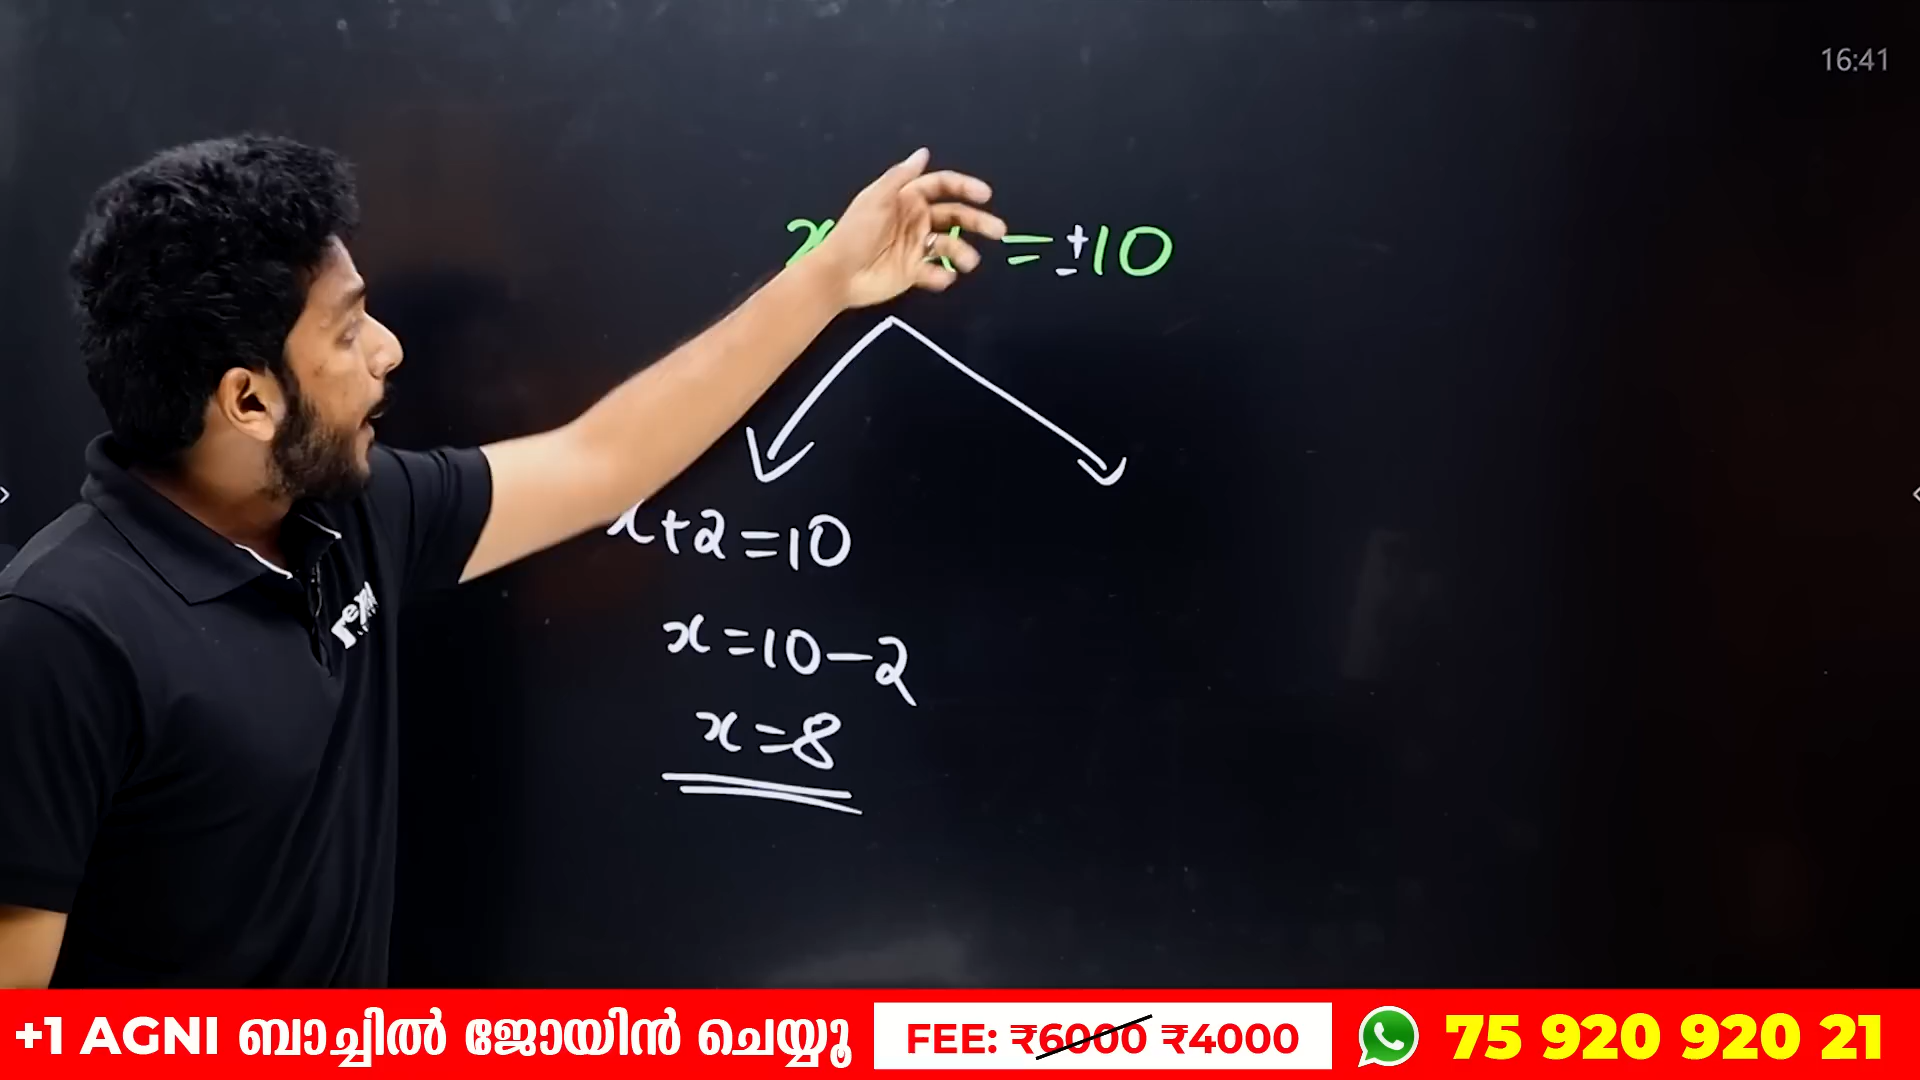 16:41
x = ±10
x+2=10
x=10-2
x=8
+1 AGNI ബാച്ചിൽ ജോയിൻ ചെയ്യൂ
FEE: ₹6000 ₹4000
75 920 920 21